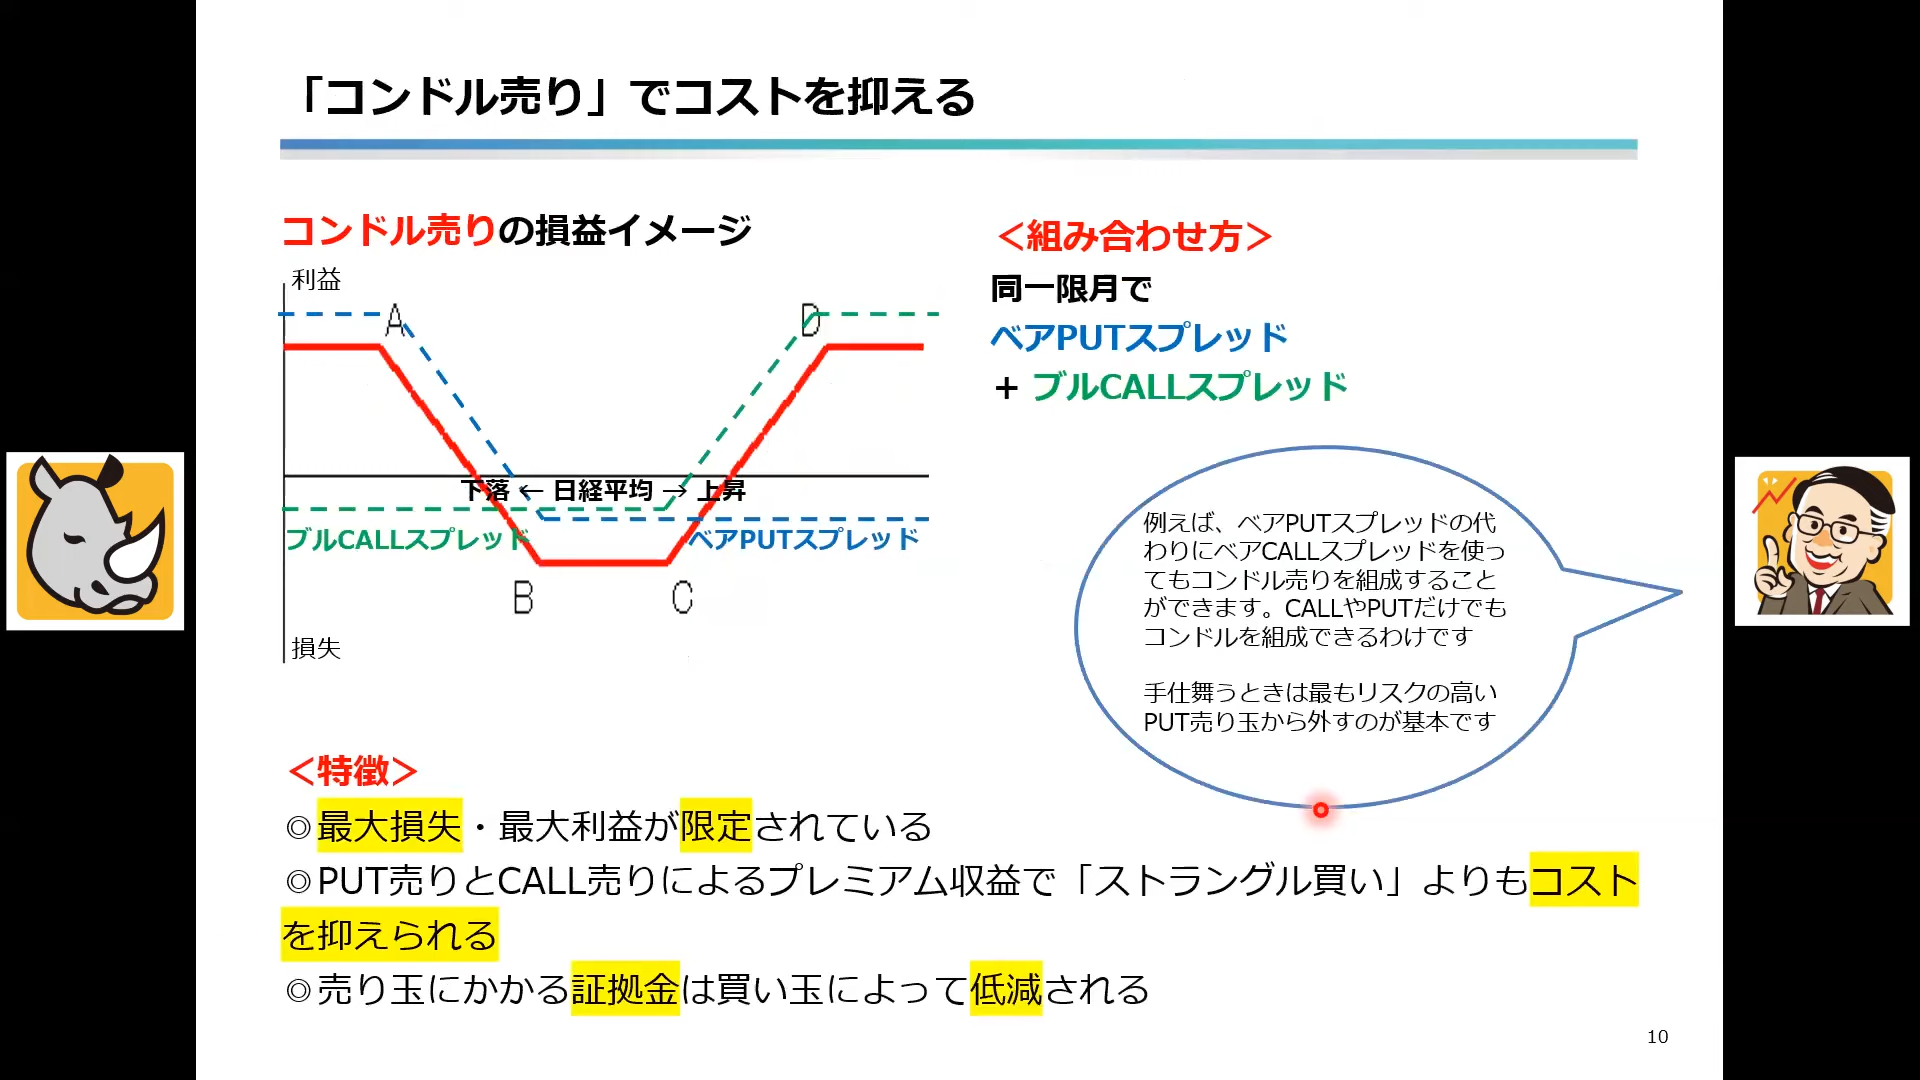 「コンドル売り」でコストを抑える
コンドル売りの損益イメージ
利益
A
D
下落 ← 日経平均 → 上昇
ブルCALLスプレッド
ベアPUTスプレッド
B
C
損失
＜組み合わせ方＞
同一限月で
ベアPUTスプレッド
+ ブルCALLスプレッド
例えば、ベアPUTスプレッドの代
わりにベアCALLスプレッドを使っ
てもコンドル売りを組成すること
ができます。CALLやPUTだけでも
コンドルを組成できるわけです
手仕舞うときは最もリスクの高い
PUT売り玉から外すのが基本です
＜特徴＞
◎最大損失・最大利益が限定されている
◎PUT売りとCALL売りによるプレミアム収益で「ストラングル買い」よりもコスト
を抑えられる
◎売り玉にかかる証拠金は買い玉によって低減される
10